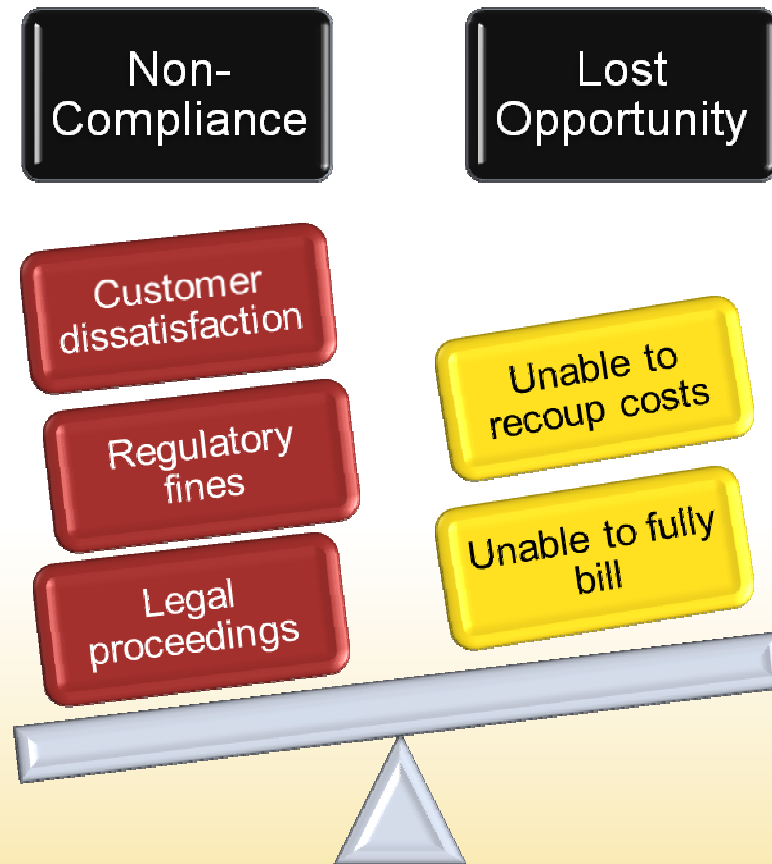 Non-
Compliance
Lost
Opportunity
Customer
dissatisfaction
Regulatory
fines
Legal
proceedings
Unable to
recoup costs
Unable to fully
bill